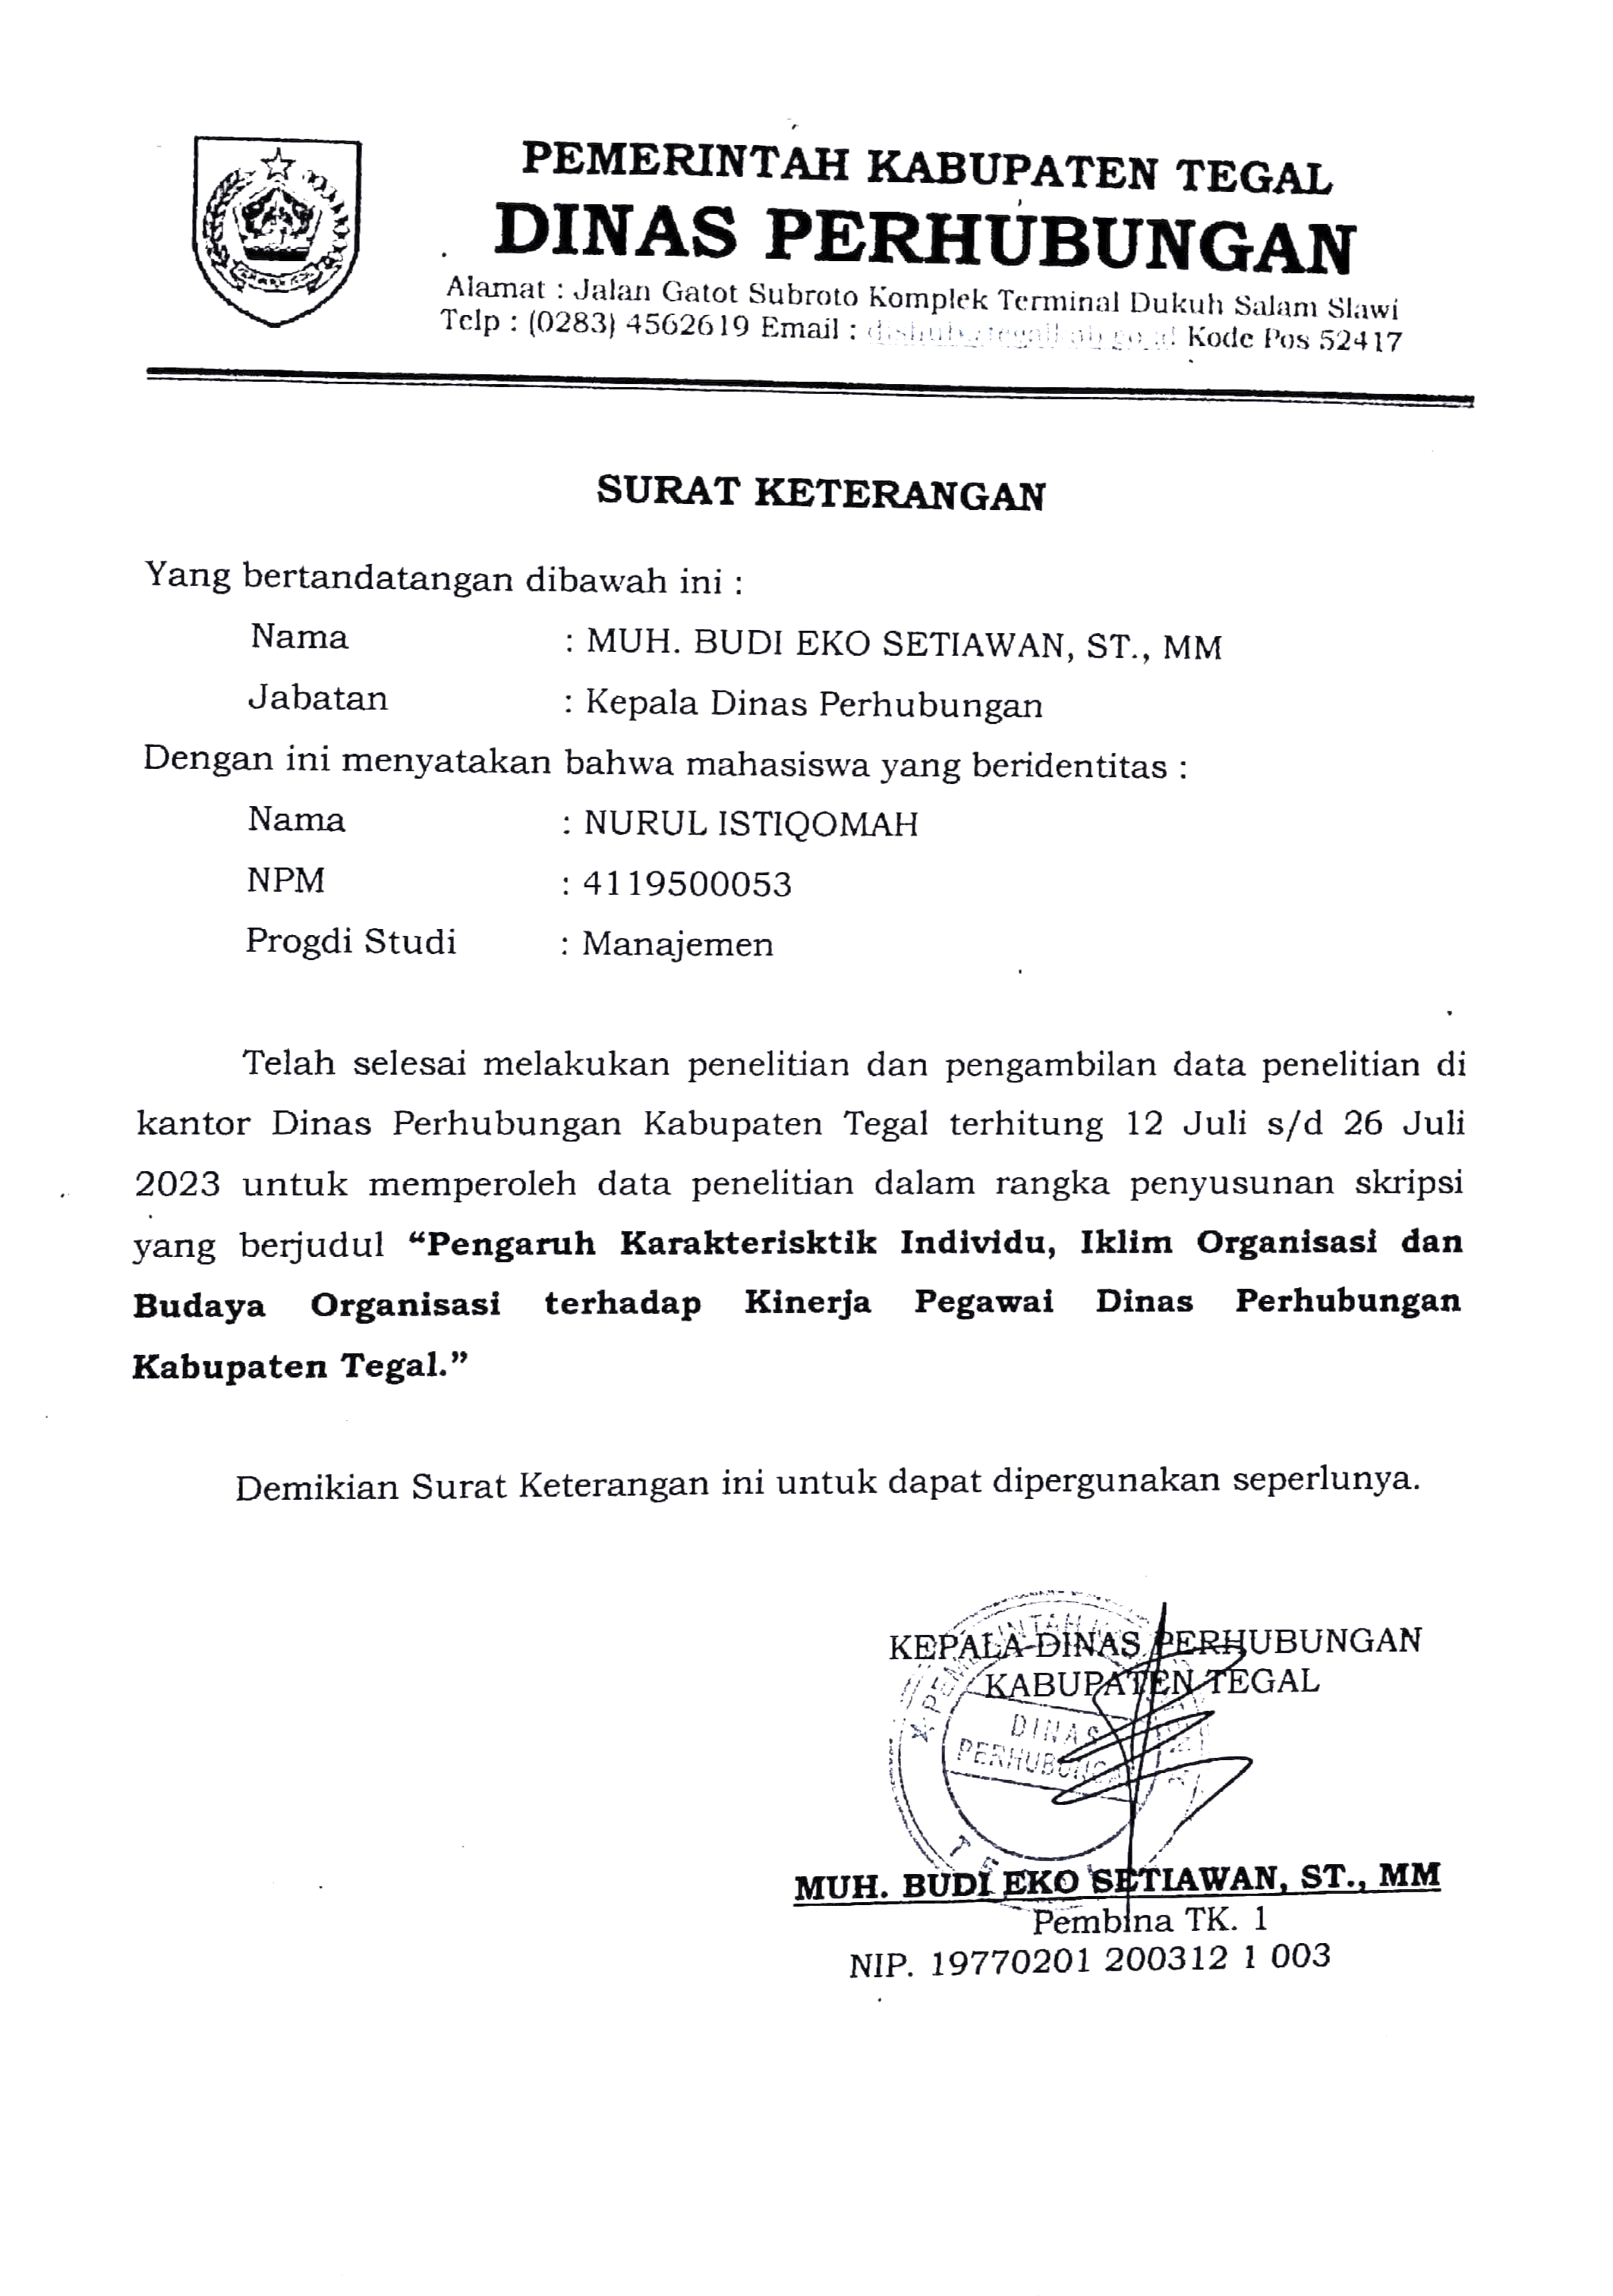 PEMERINTAH KABUPATEN TEGAL
DINAS PERHUBUNGAN
Alamat : Jalan Gatot Subroto Komplek Terminal Dukuh Salam Slawi
Telp : (0283) 4562619 Email : Kode Pos 52417
SURAT KETERANGAN
Yang bertandatangan dibawah ini :
Nama : MUH. BUDI EKO SETIAWAN, ST., MM
Jabatan : Kepala Dinas Perhubungan
Dengan ini menyatakan bahwa mahasiswa yang beridentitas :
Nama : NURUL ISTIQOMAH
NPM : 4119500053
Progdi Studi : Manajemen
Telah selesai melakukan penelitian dan pengambilan data penelitian di
kantor Dinas Perhubungan Kabupaten Tegal terhitung 12 Juli s/d 26 Juli
2023 untuk memperoleh data penelitian dalam rangka penyusunan skripsi
yang berjudul “Pengaruh Karakterisktik Individu, Iklim Organisasi dan
Budaya Organisasi terhadap Kinerja Pegawai Dinas Perhubungan
Kabupaten Tegal.”
Demikian Surat Keterangan ini untuk dapat dipergunakan seperlunya.
KEPALA DINAS PERHUBUNGAN
KABUPATEN TEGAL
DINAS
PERHUBUNGAN
MUH. BUDI EKO SETIAWAN, ST., MM
Pembina TK. 1
NIP. 19770201 200312 1 003